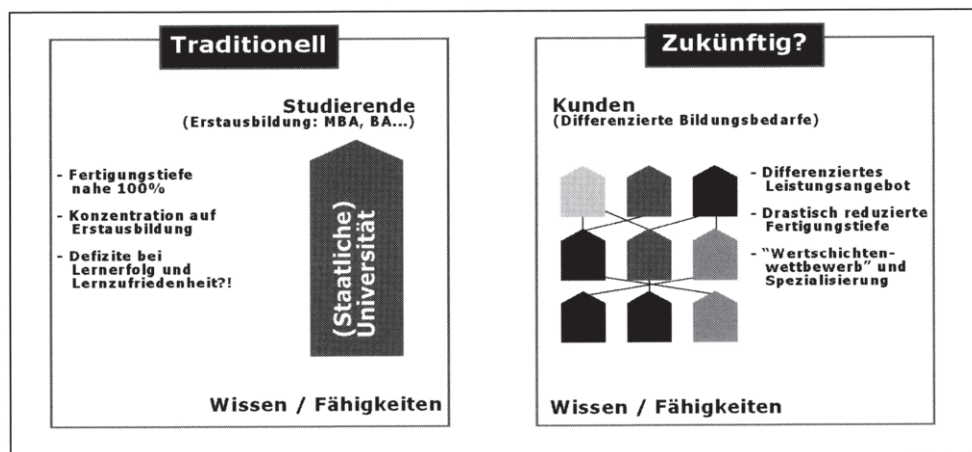 Traditionell
Studierende
(Erstausbildung: MBA, BA...)
- Fertigungstiefe
nahe 100%
- Konzentration auf
Erstausbildung
- Defizite bei
Lernerfolg und
Lernzufriedenheit?!
(Staatliche)
Universität
Wissen / Fähigkeiten
Zukünftig?
Kunden
(Differenzierte Bildungsbedarfe)
- Differenziertes
Leistungsangebot
- Drastisch reduzierte
Fertigungstiefe
- "Wertschichten-
wettbewerb" und
Spezialisierung
Wissen / Fähigkeiten